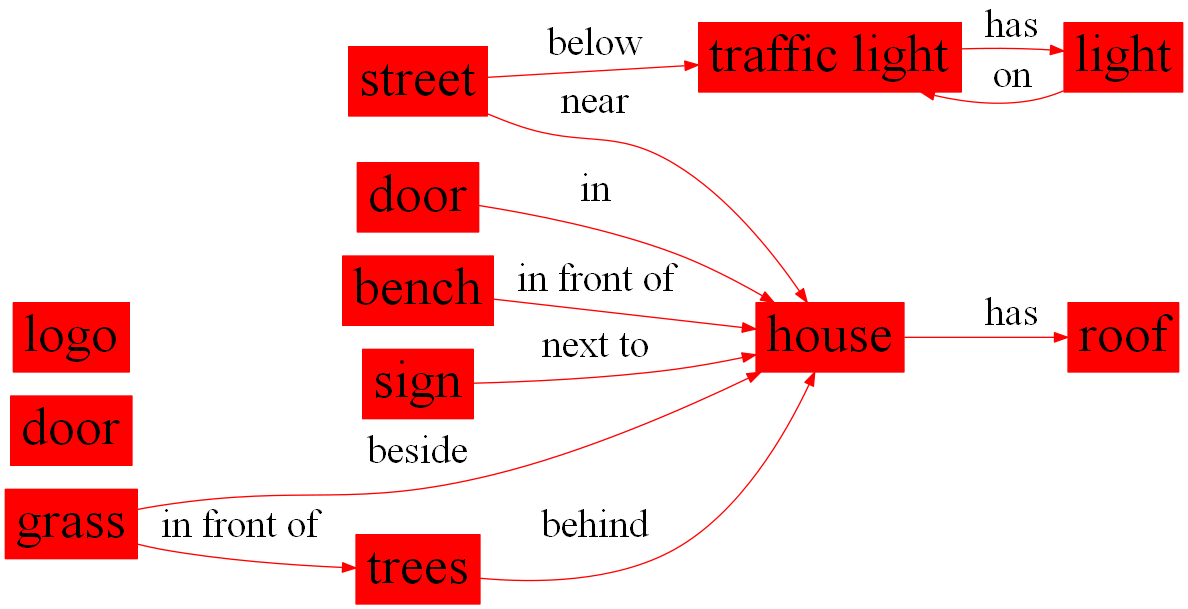 has
below
traffic light
light
street
on
near
door
in
in front of
bench
logo
house
has
roof
next to
sign
door
beside
grass
in front of
behind
trees